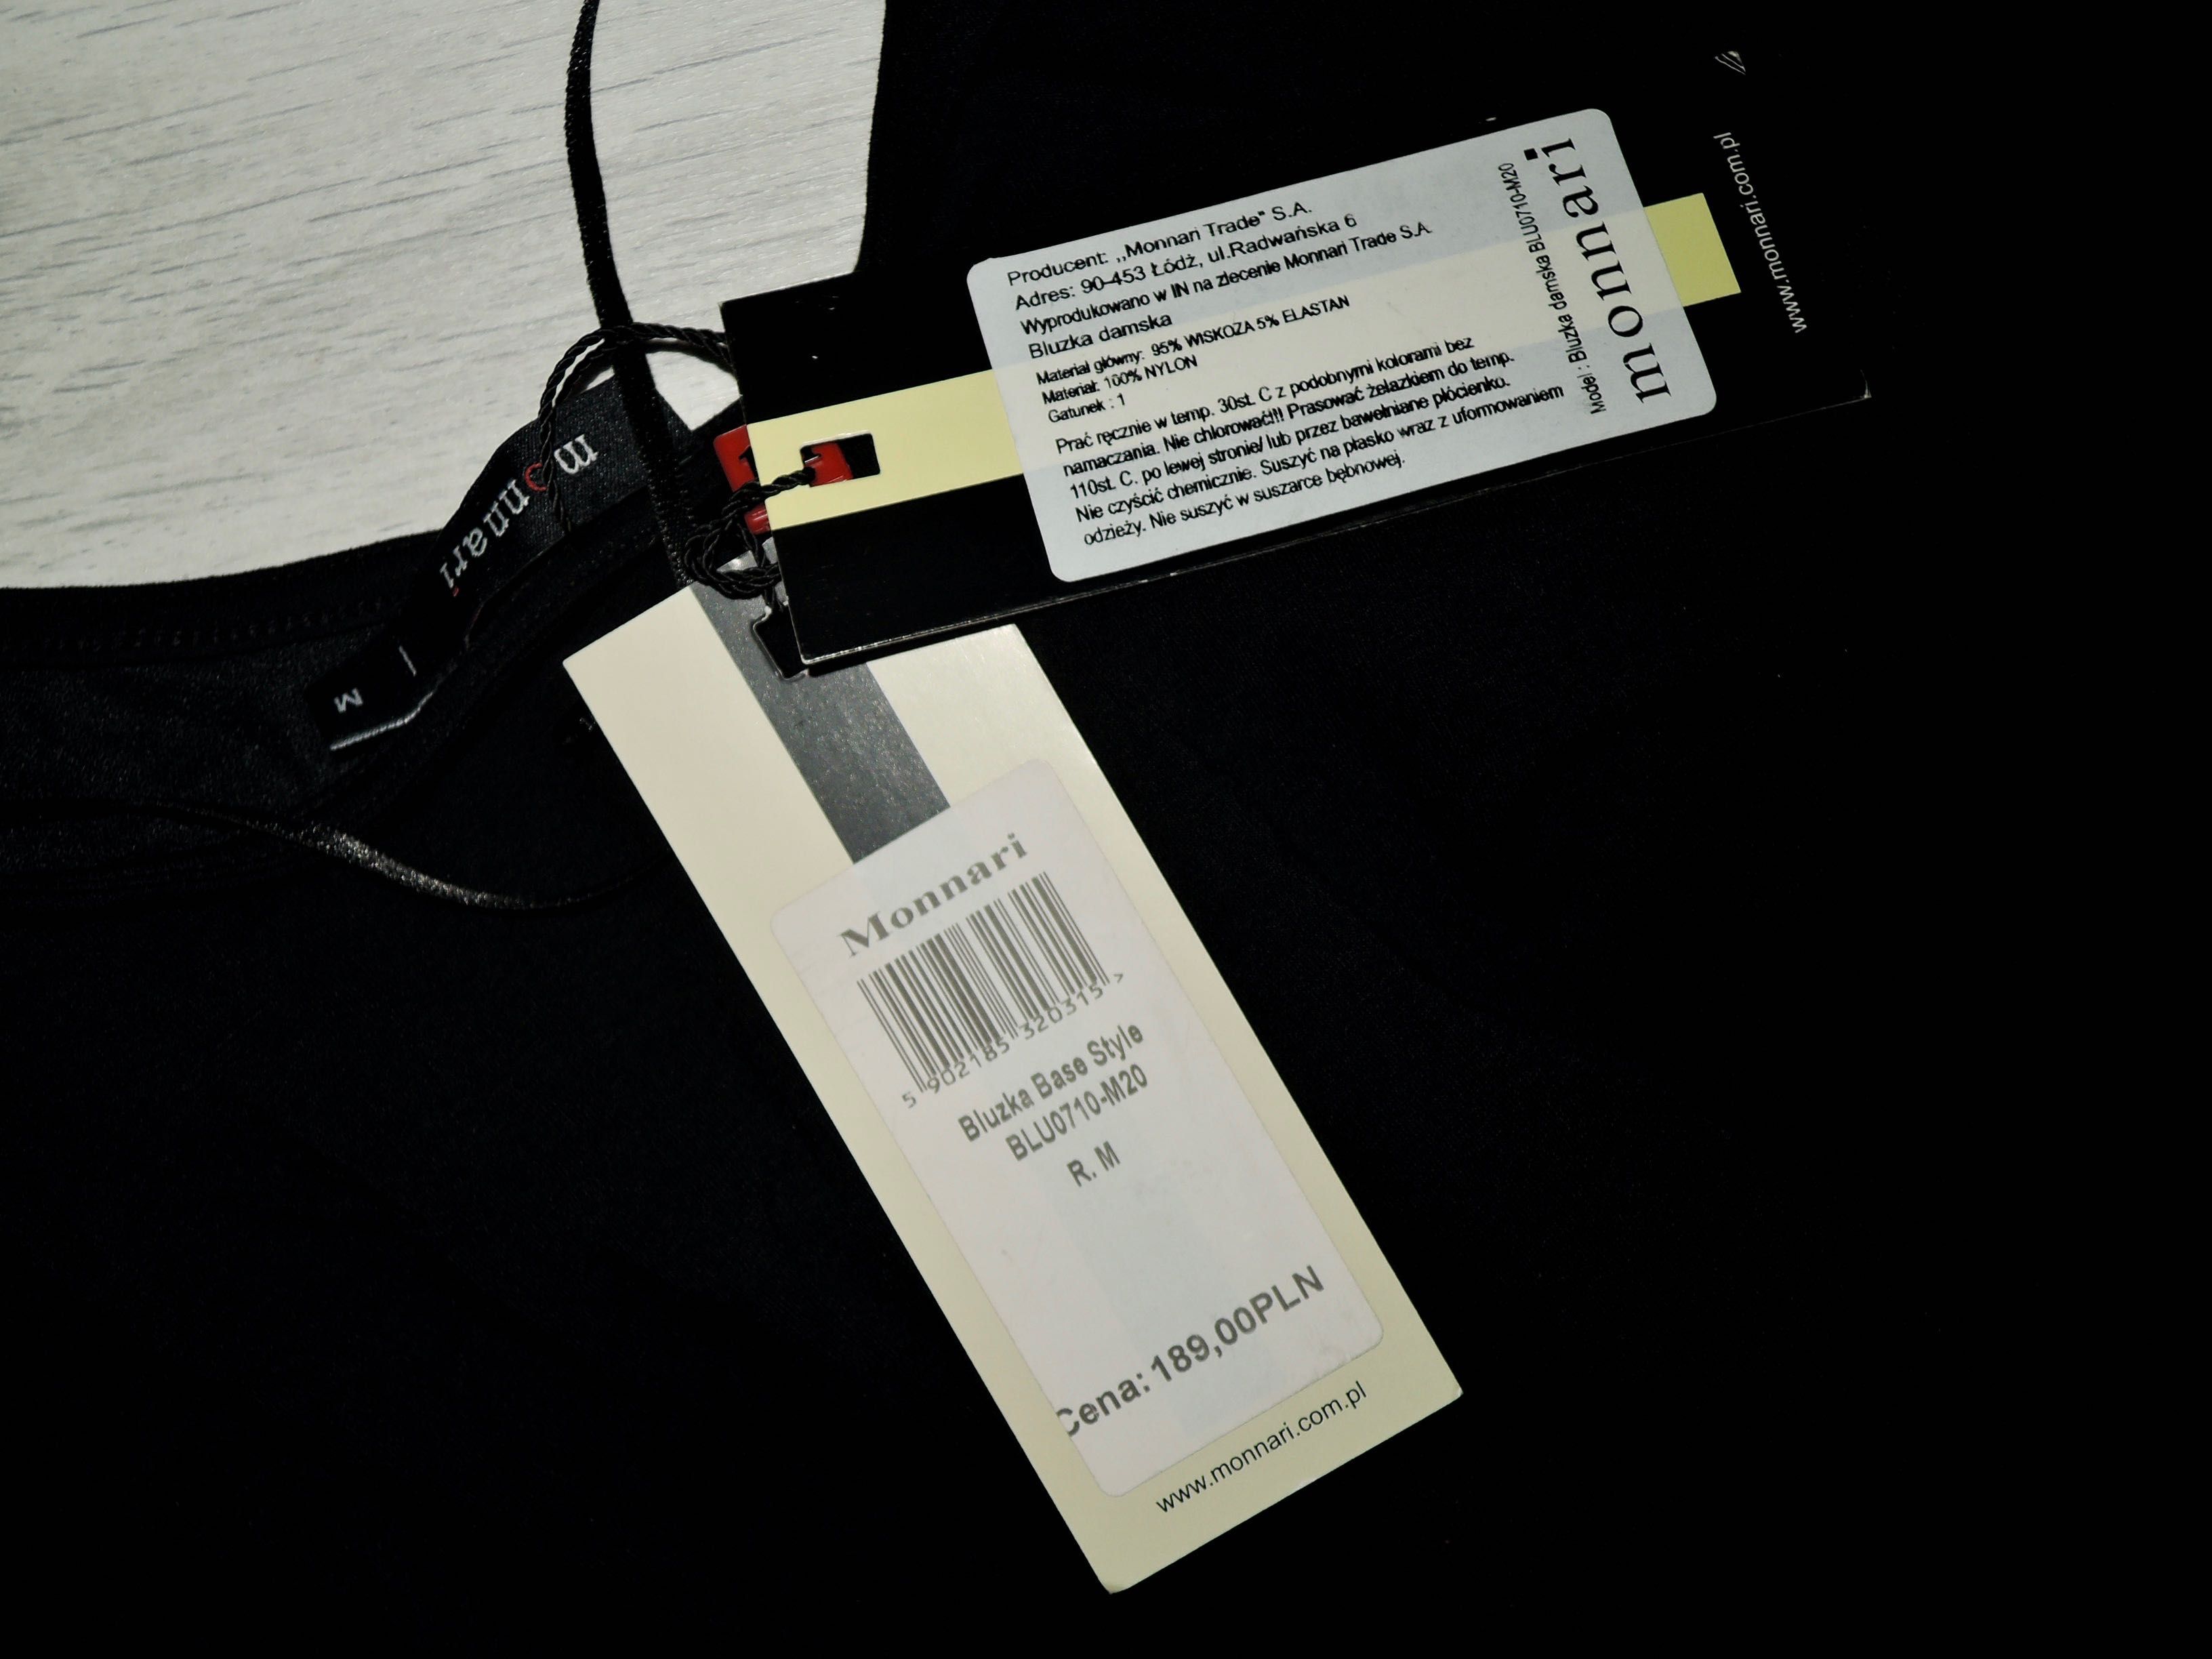 monnari
M
Producent: ,,Monnari Trade" S.A.
Adres: 90-453 Łódź, ul.Radwańska 6
Wyprodukowano w IN na zlecenie Monnari Trade S.A
Bluzka damska
Materiał główny: 95% WISKOZA 5% ELASTAN
Materiał: 100% NYLON
Gatunek : 1
Prać ręcznie w temp. 30st. C z podobnymi kolorami bez
namaczania. Nie chlorować!!! Prasować żelazkiem do temp.
110st. C. po lewej stronie/ lub przez bawełniane płócienko.
Nie czyścić chemicznie. Suszyć na płasko wraz z uformowaniem
odzieży. Nie suszyć w suszarce bębnowej.
Model : Bluzka damska BLU0710-M20
monnari
www.monnari.com.pl
Monnari
5 902185 320315 >
Bluzka Base Style
BLU0710-M20
R. M
Cena: 189,00PLN
www.monnari.com.pl